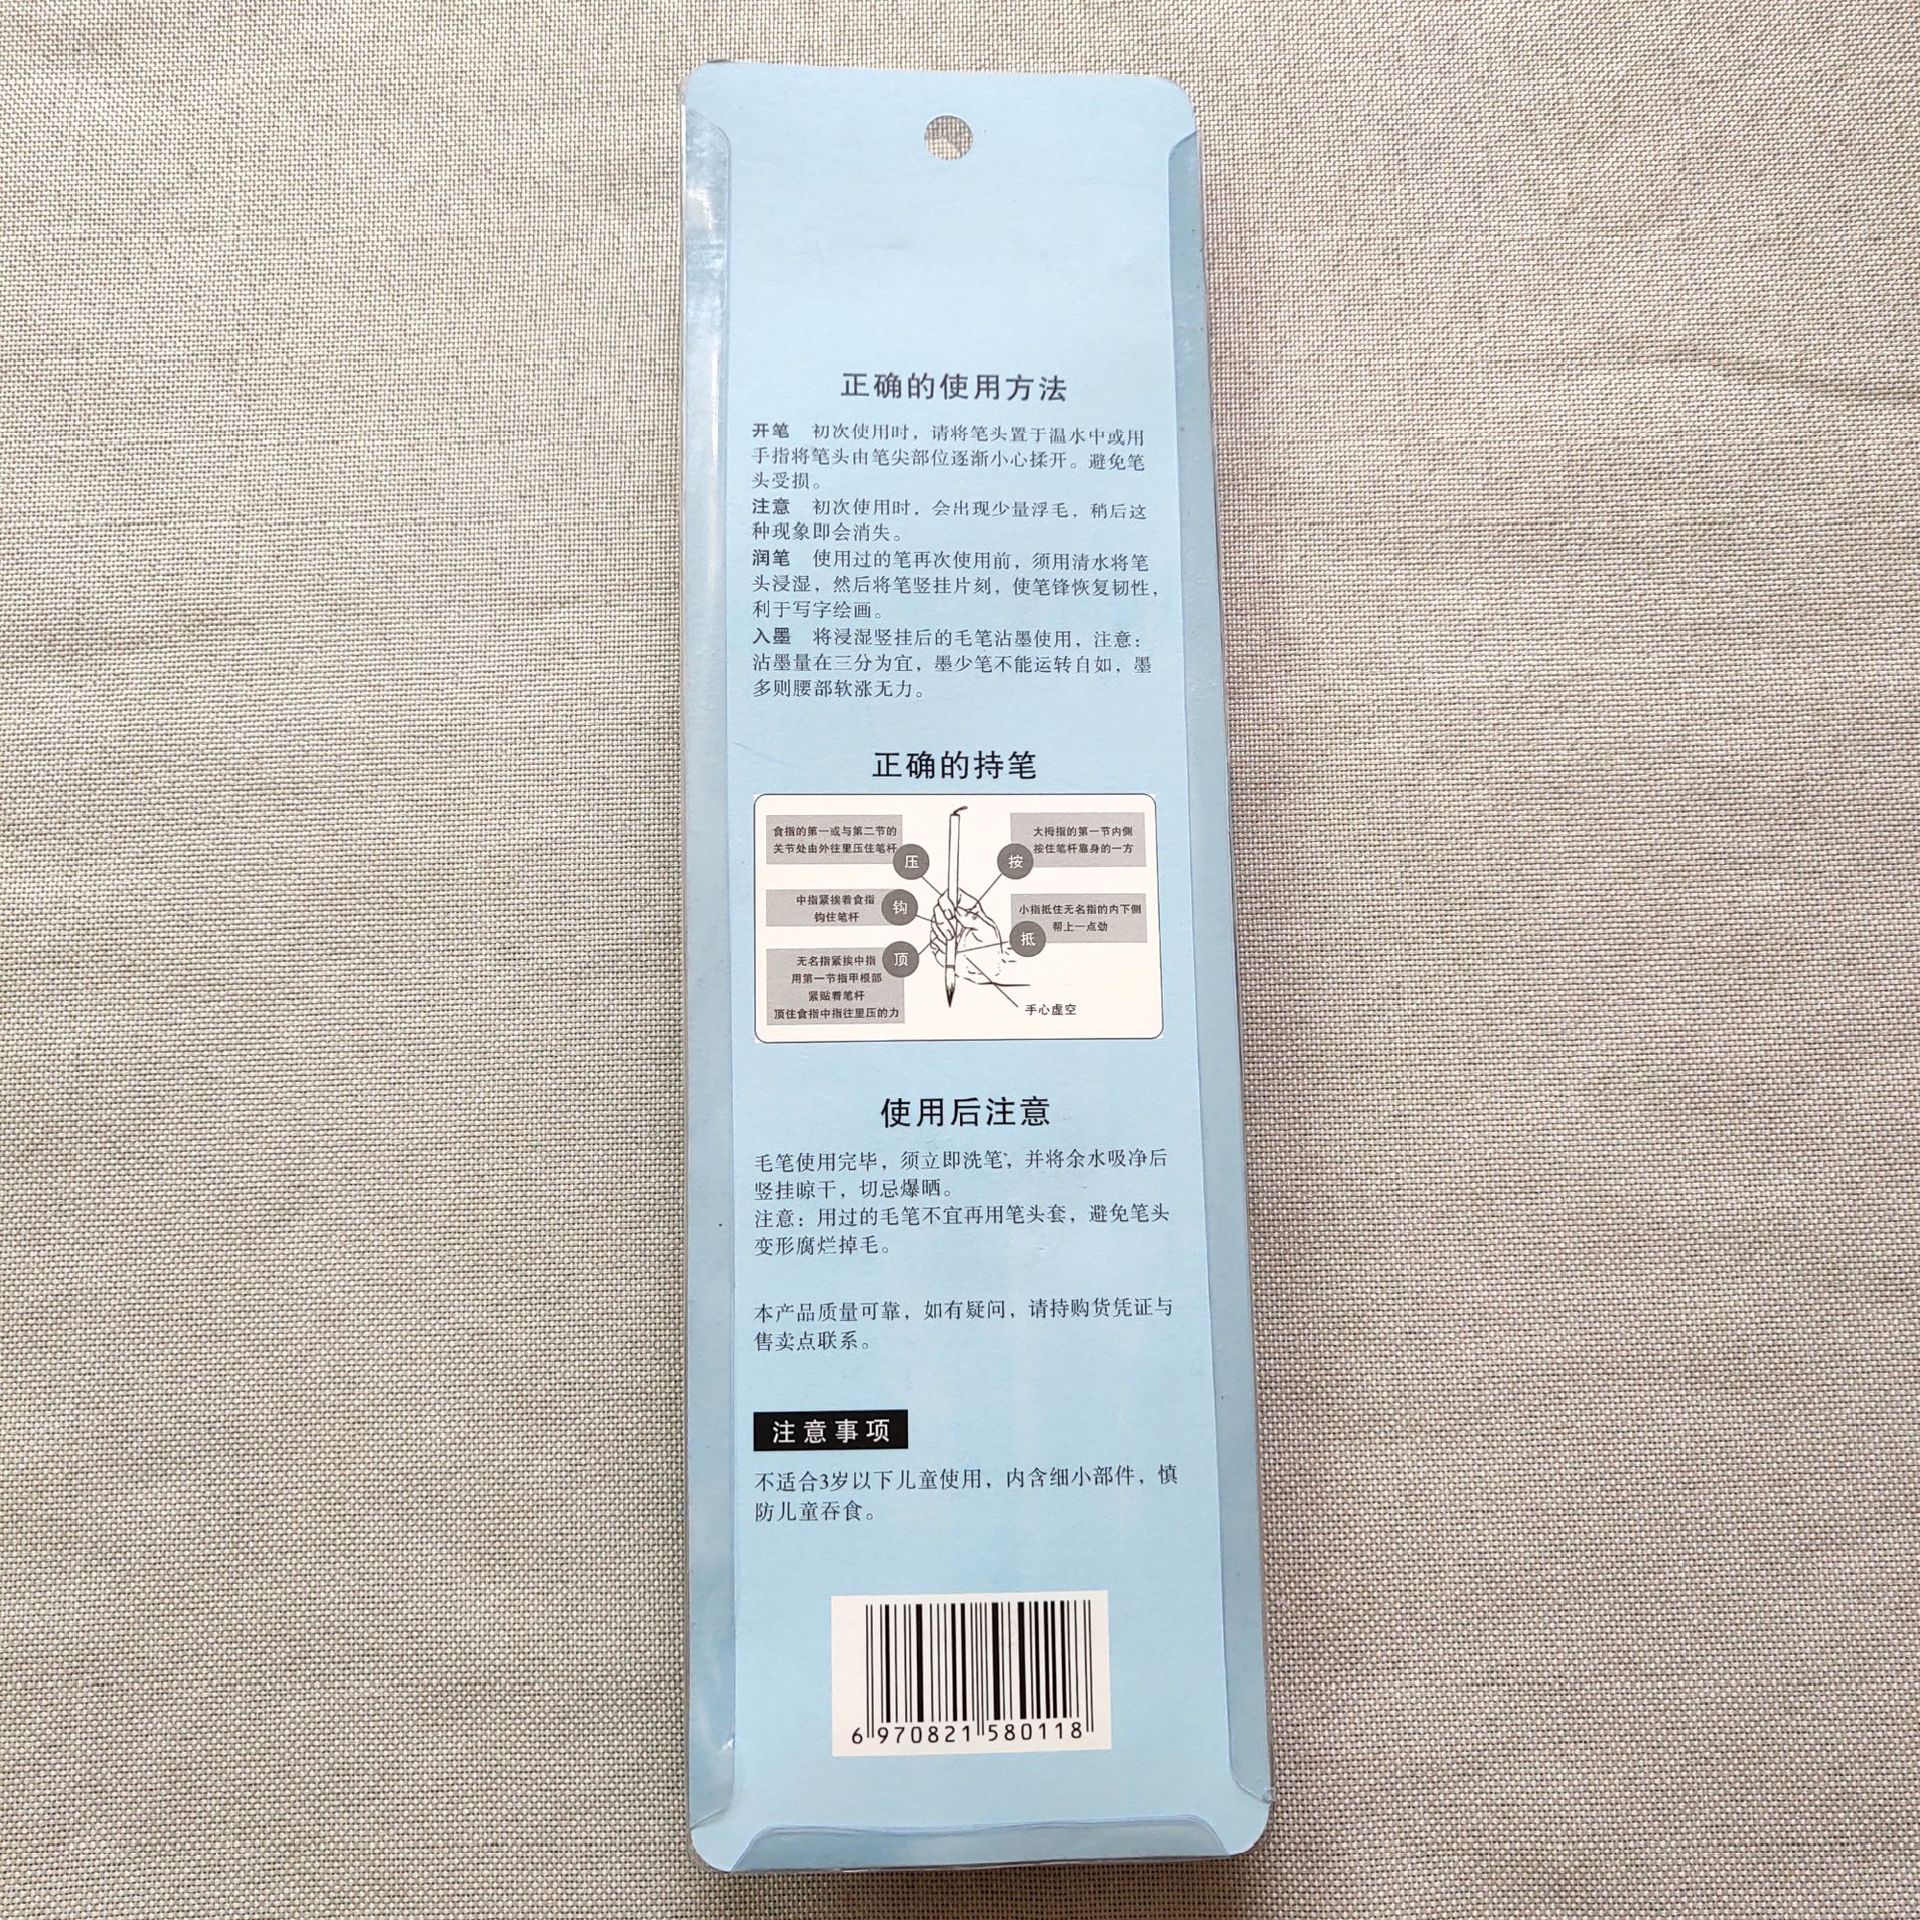 正确的使用方法
开笔 初次使用时，请将笔头置于温水中或用
手指将笔头由笔尖部位逐渐小心揉开。避免笔
头受损。
注意 初次使用时，会出现少量浮毛，稍后这
种现象即会消失。
润笔 使用过的笔再次使用前，须用清水将笔
头浸湿，然后将笔竖挂片刻，使笔锋恢复韧性，
利于写字绘画。
入墨 将浸湿竖挂后的毛笔沾墨使用，注意：
沾墨量在三分为宜，墨少笔不能运转自如，墨
多则腰部软涨无力。
正确的持笔
食指的第一或与第二节的
关节处由外往里压住笔杆
压
大拇指的第一节内侧
按住笔杆靠身的一方
按
中指紧挨着食指
钩住笔杆
钩
小指抵住无名指的内下侧
帮上一点劲
抵
无名指紧挨中指
用第一节指甲根部
紧贴着笔杆
顶住食指中指往里压的力
顶
手心虚空
使用后注意
毛笔使用完毕，须立即洗笔，并将余水吸净后
竖挂晾干，切忌爆晒。
注意：用过的毛笔不宜再用笔头套，避免笔头
变形腐烂掉毛。
本产品质量可靠，如有疑问，请持购货凭证与
售卖点联系。
注意事项
不适合3岁以下儿童使用，内含细小部件，慎
防儿童吞食。
6 970821 580118